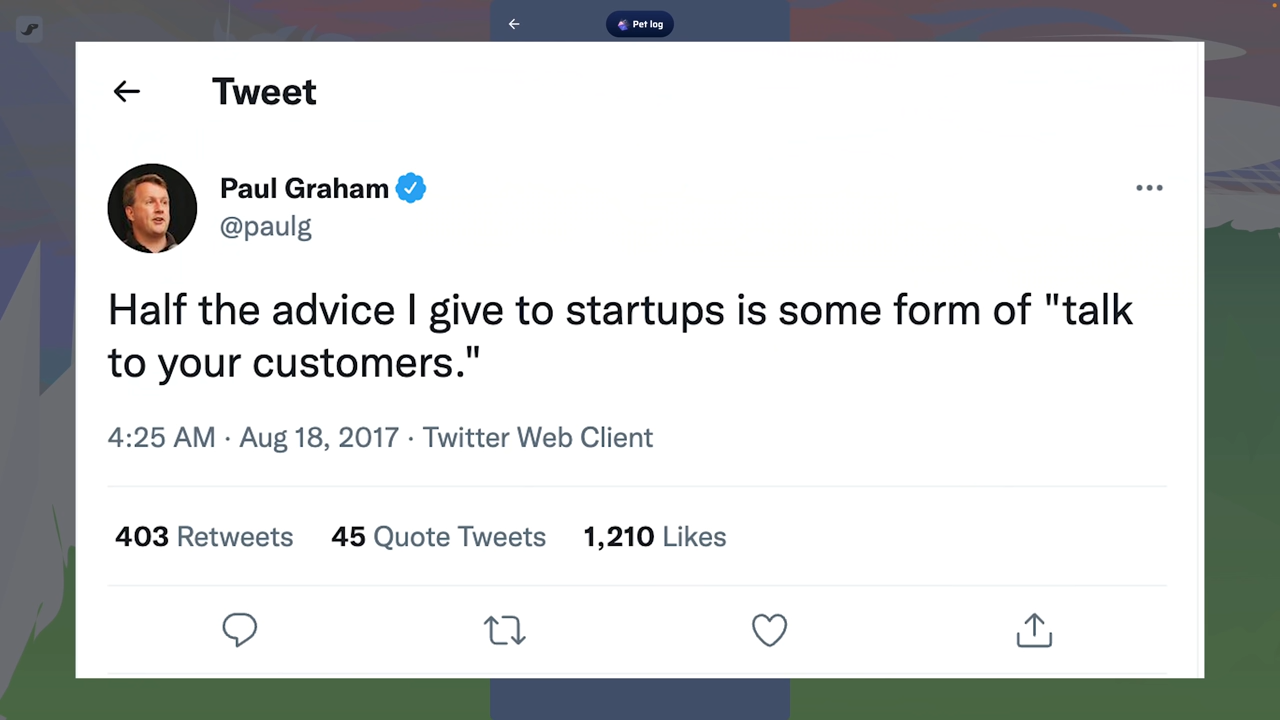 Pet log
Tweet
Paul Graham
@paulg
Half the advice I give to startups is some form of "talk
to your customers."
4:25 AM · Aug 18, 2017 · Twitter Web Client
403 Retweets 45 Quote Tweets 1,210 Likes